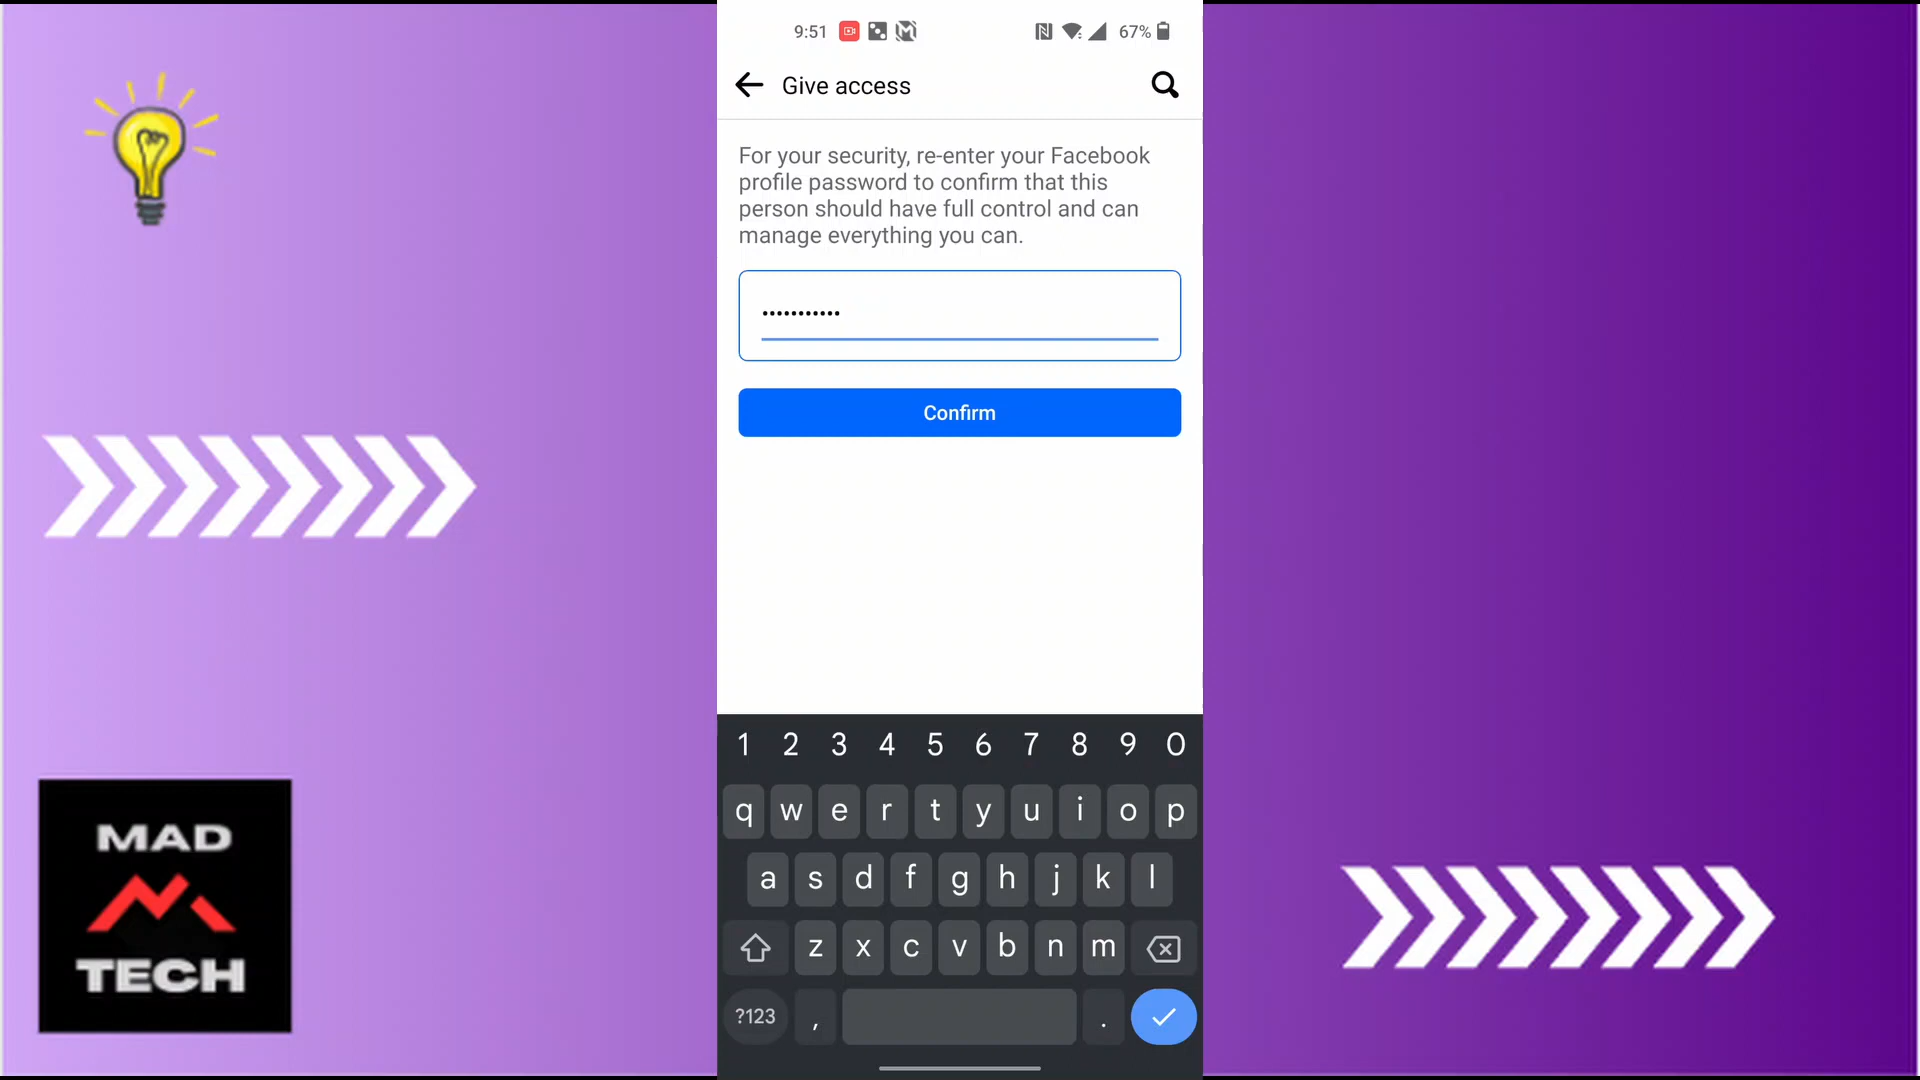 9:51
67%
Give access
For your security, re-enter your Facebook
profile password to confirm that this
person should have full control and can
manage everything you can.
•••••••••••
Confirm
1 2 3 4 5 6 7 8 9 0
q w e r t y u i o p
a s d f g h j k l
z x c v b n m
?123 , .
MAD
TECH